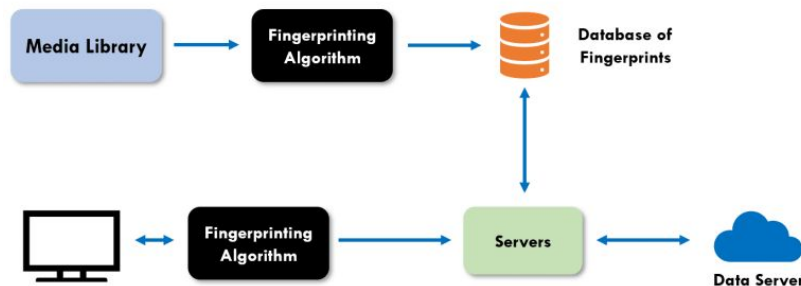 Media Library
Fingerprinting
Algorithm
Database of
Fingerprints
Fingerprinting
Algorithm
Servers
Data Server